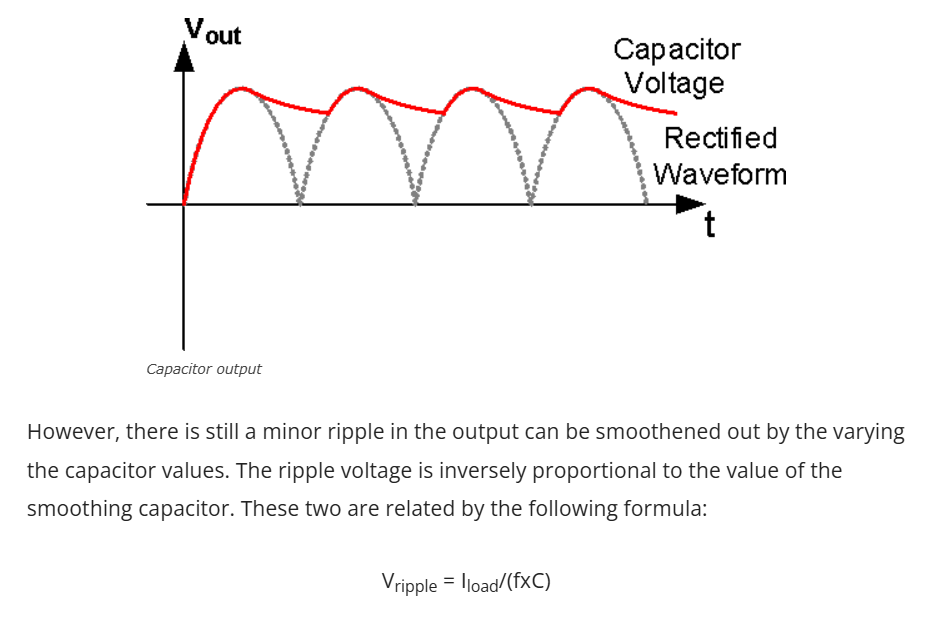 Vout
Capacitor
Voltage
Rectified
Waveform
t
Capacitor output
However, there is still a minor ripple in the output can be smoothened out by the varying
the capacitor values. The ripple voltage is inversely proportional to the value of the
smoothing capacitor. These two are related by the following formula:
Vripple = Iload/(fxC)